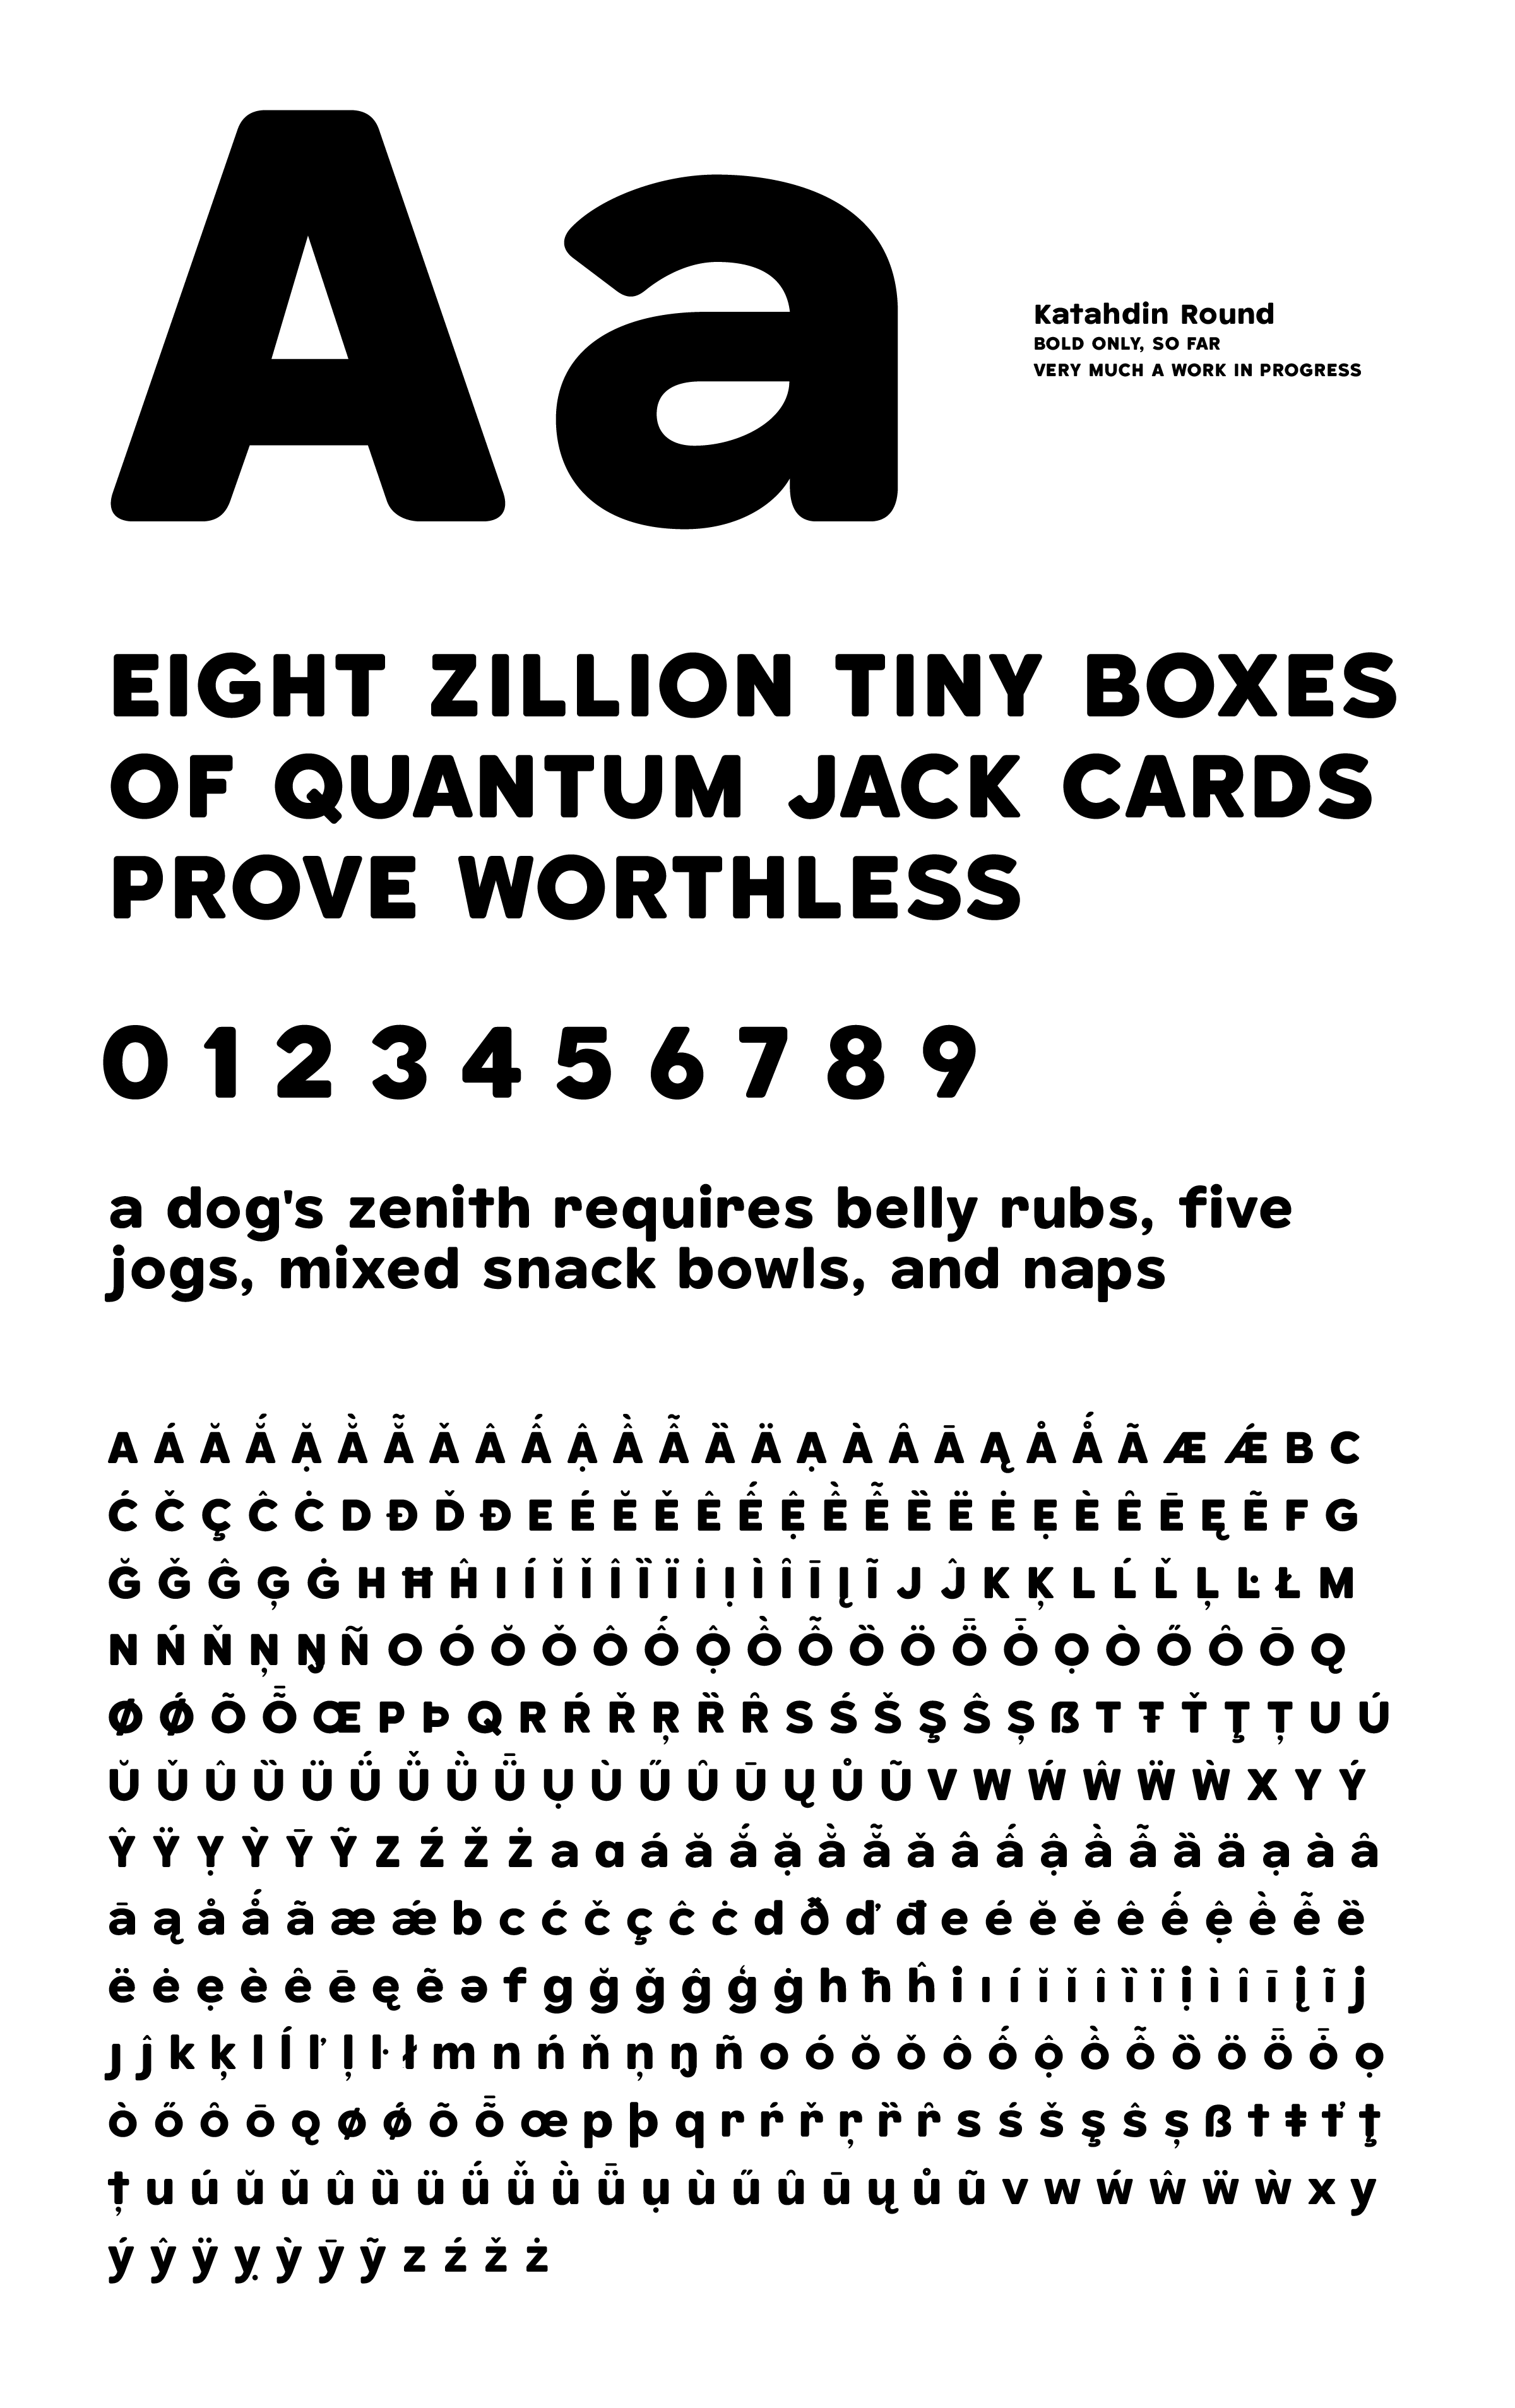 Aa
Katahdin Round
BOLD ONLY, SO FAR
VERY MUCH A WORK IN PROGRESS
EIGHT ZILLION TINY BOXES
OF QUANTUM JACK CARDS
PROVE WORTHLESS
0 1 2 3 4 5 6 7 8 9
a dog's zenith requires belly rubs, five
jogs, mixed snack bowls, and naps
A Á Ă Ắ Ặ Ằ Ẵ Ǎ Â Ấ Ậ Ầ Ẫ Ȁ Ä Ạ À Ȃ Ā Ą Å Ǻ Ã Æ Ǽ B C
Ć Č Ç Ĉ Ċ D Đ Ď Đ E É Ĕ Ě Ê Ế Ệ Ề Ễ Ȅ Ë Ė Ẹ È Ȇ Ē Ę Ẽ F G
Ğ Ǧ Ĝ Ģ Ġ H Ħ Ĥ I Í Ĭ Ǐ Î Ȉ Ï İ Ị Ì Ȋ Ī Į Ĩ J Ĵ K Ķ L Ĺ Ľ Ļ Ŀ Ł M
N Ń Ň Ņ Ŋ Ñ O Ó Ŏ Ǒ Ô Ố Ộ Ồ Ỗ Ȍ Ö Ȫ Ȱ Ọ Ò Ő Ȏ Ō Ǫ
Ø Ǿ Õ Ȭ Œ P Þ Q R Ŕ Ř Ŗ Ȑ Ȓ S Ś Š Ş Ŝ Ș ẞ T Ŧ Ť Ţ Ț U Ú
Ŭ Ǔ Û Ȕ Ü Ǘ Ǚ Ǜ Ǖ Ụ Ù Ű Ȗ Ū Ų Ů Ũ V W Ẃ Ŵ Ẅ Ẁ X Y Ý
Ŷ Ÿ Ỵ Ỳ Ȳ Ỹ Z Ź Ž Ż a ɑ á ă ắ ặ ằ ẵ ǎ â ấ ậ ầ ẫ ȁ ä ạ à ȃ
ā ą å ǻ ã æ ǽ b c ć č ç ĉ ċ d ð ď đ e é ĕ ě ê ế ệ ề ễ ȅ
ë ė ẹ è ȇ ē ę ẽ ə f g ğ ǧ ĝ ģ ġ h ħ ĥ i ı í ĭ ǐ î ȉ ï ị ì ȋ ī į ĩ j
ȷ ĵ k ķ l ĺ ľ ļ ŀ ł m n ń ň ņ ŋ ñ o ó ŏ ǒ ô ố ộ ồ ỗ ȍ ö ȫ ȱ ọ
ò ő ȏ ō ǫ ø ǿ õ ȭ œ p þ q r ŕ ř ŗ ȑ ȓ s ś š ş ŝ ș ß t ŧ ť ţ
ț u ú ŭ ǔ û ȕ ü ǘ ǚ ǜ ǖ ụ ù ű ȗ ū ų ů ũ v w ẃ ŵ ẅ ẁ x y
ý ŷ ÿ ỵ ỳ ȳ ỹ z ź ž ż